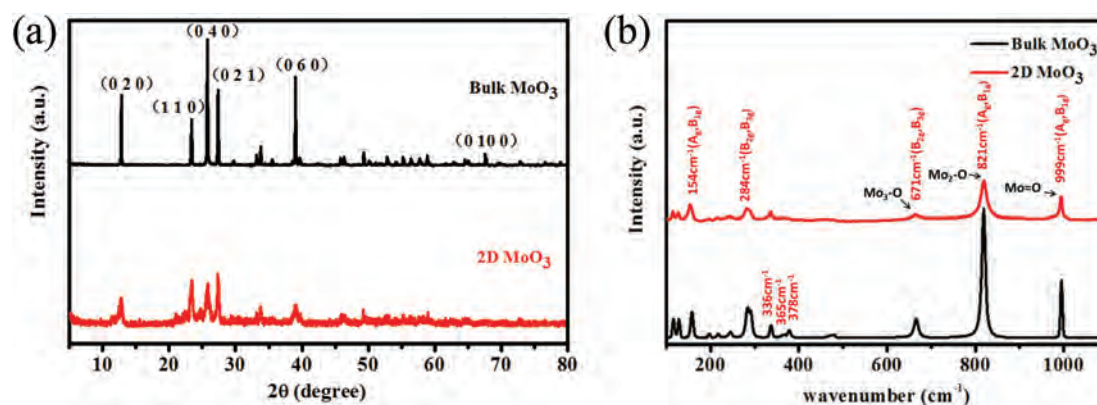 (a)
(0 4 0)
(0 2 0)
(0 2 1)
(0 6 0)
(1 1 0)
Bulk MoO₃
(0 10 0)
2D MoO₃
Intensity (a.u.)
10 20 30 40 50 60 70 80
2θ (degree)
(b)
Bulk MoO₃
2D MoO₃
154cm⁻¹(Ag,B1g)
284cm⁻¹(B2g,B3g)
671cm⁻¹(B2g,B3g)
821cm⁻¹(Ag,B1g)
999cm⁻¹(Ag,B1g)
Mo₃-O
Mo₂-O
Mo=O
336cm⁻¹
365cm⁻¹
378cm⁻¹
Intensity (a.u.)
200 400 600 800 1000
wavenumber (cm⁻¹)